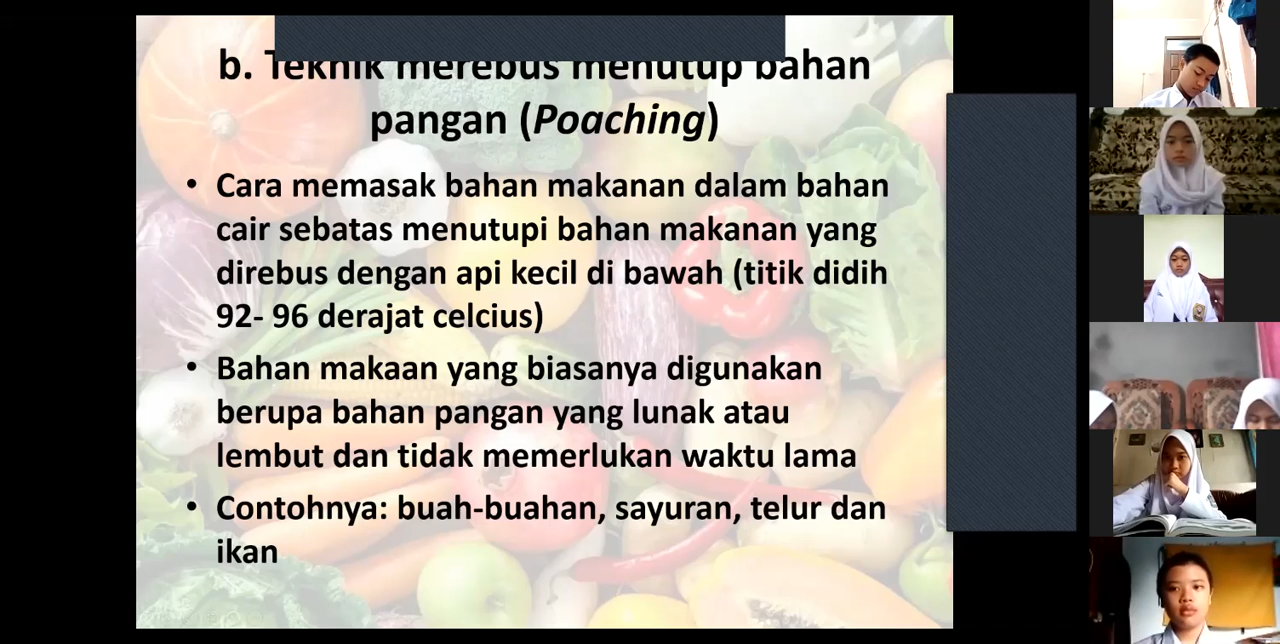 b. Teknik merebus menutup bahan
pangan (Poaching)
• Cara memasak bahan makanan dalam bahan
cair sebatas menutupi bahan makanan yang
direbus dengan api kecil di bawah (titik didih
92- 96 derajat celcius)
• Bahan makaan yang biasanya digunakan
berupa bahan pangan yang lunak atau
lembut dan tidak memerlukan waktu lama
• Contohnya: buah-buahan, sayuran, telur dan
ikan